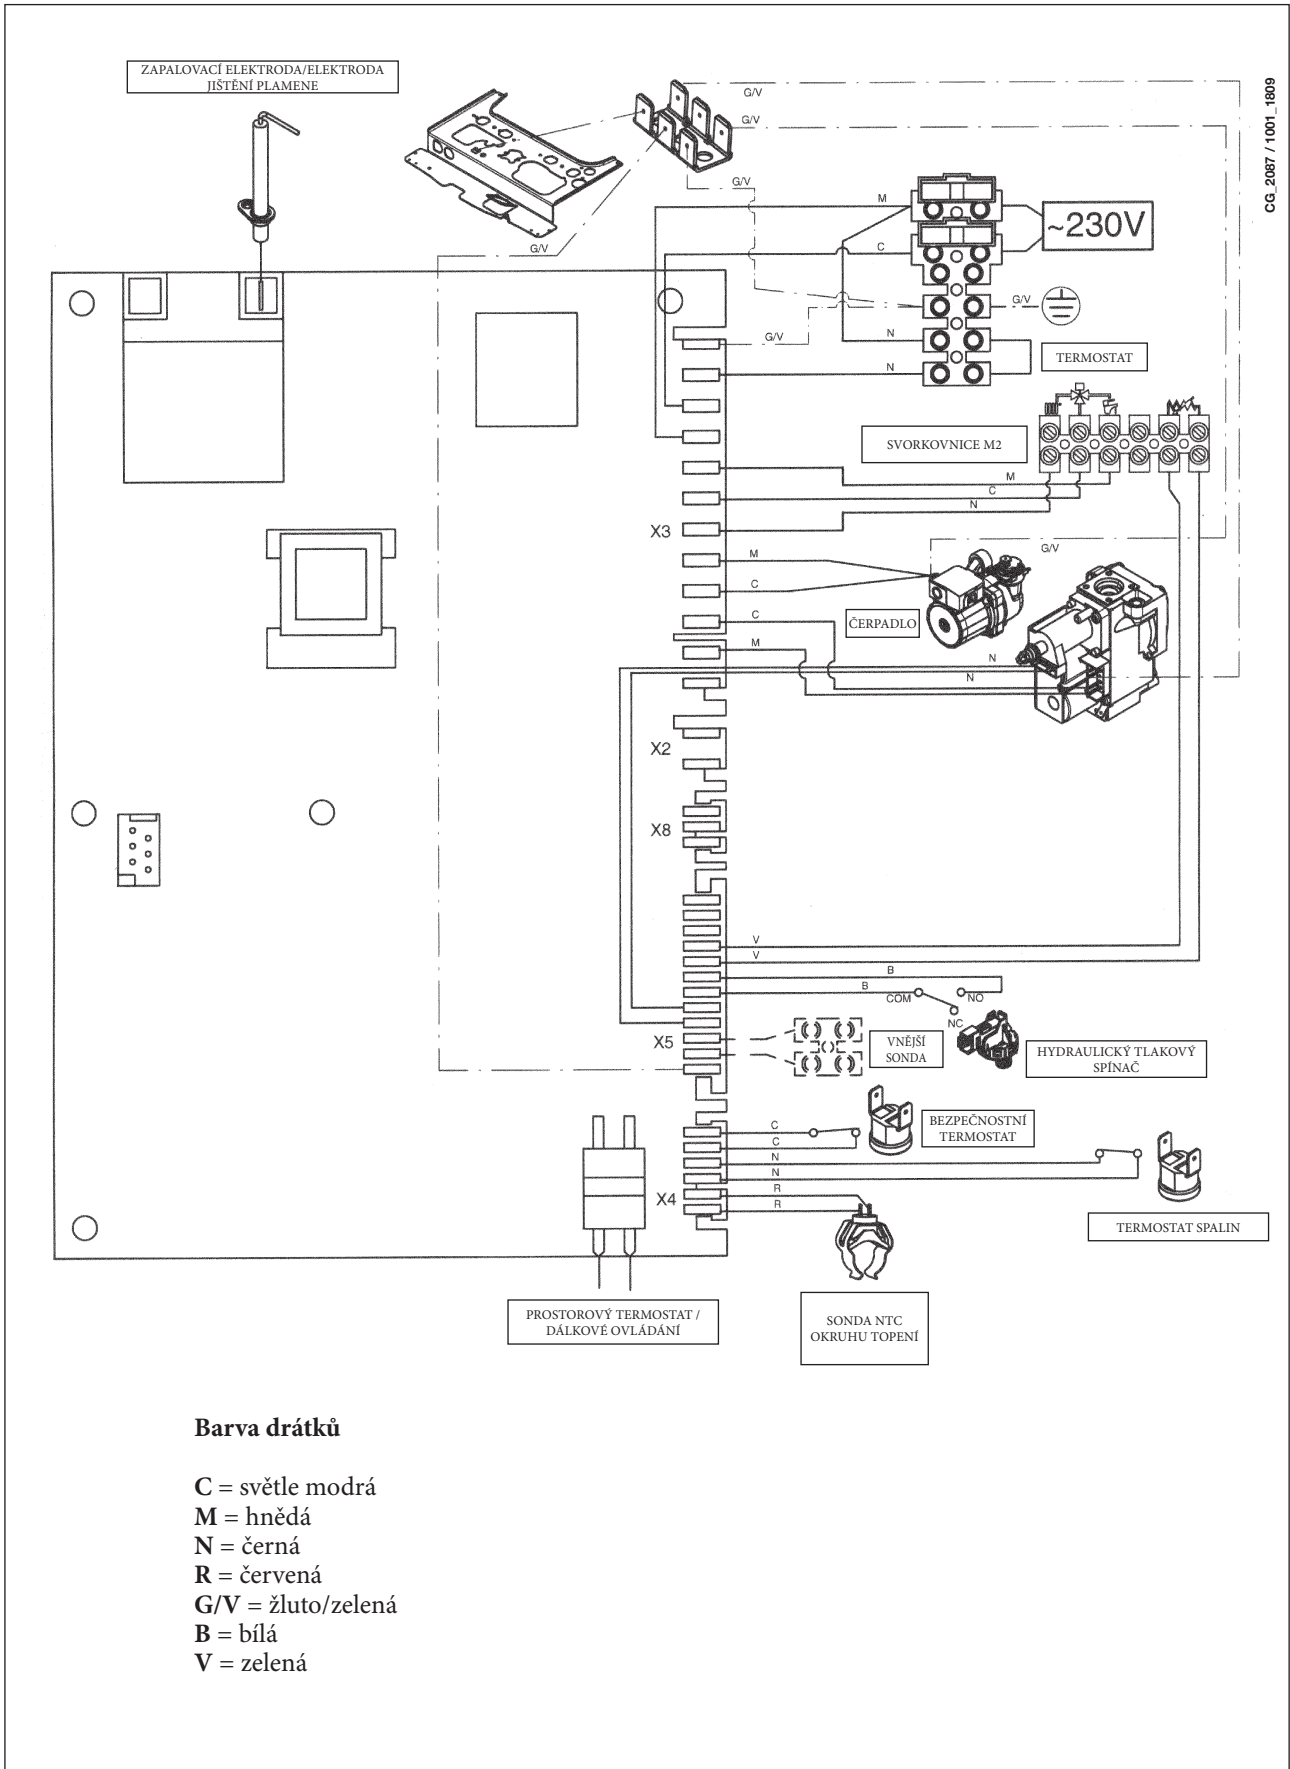 ZAPALOVACÍ ELEKTRODA/ELEKTRODA
JIŠTĚNÍ PLAMENE
G/V
G/V
G/V
G/V
CG_2087 / 1001_1809
M
C
~230V
G/V
G/V
N
N
TERMOSTAT
SVORKOVNICE M2
M
C
N
X3
G/V
M
C
C
M
ČERPADLO
N
N
X2
X8
V
V
B
B
COM
NO
NC
X5
VNĚJŠÍ
SONDA
HYDRAULICKÝ TLAKOVÝ
SPÍNAČ
BEZPEČNOSTNÍ
TERMOSTAT
C
C
N
N
R
R
X4
TERMOSTAT SPALIN
PROSTOROVÝ TERMOSTAT /
DÁLKOVÉ OVLÁDÁNÍ
SONDA NTC
OKRUHU TOPENÍ
Barva drátků
C = světle modrá
M = hnědá
N = černá
R = červená
G/V = žluto/zelená
B = bílá
V = zelená